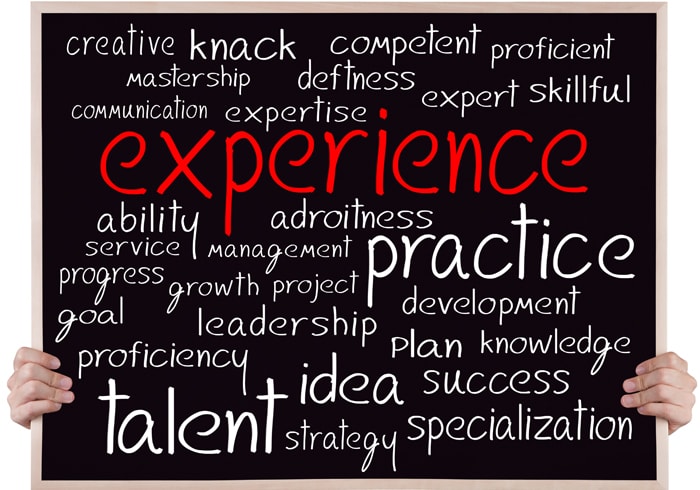 creative knack competent proficient
mastership deftness expert skillful
communication expertise
experience
ability adroitness
service management practice
progress growth project
goal leadership development
proficiency plan knowledge
talent idea success
strategy specialization